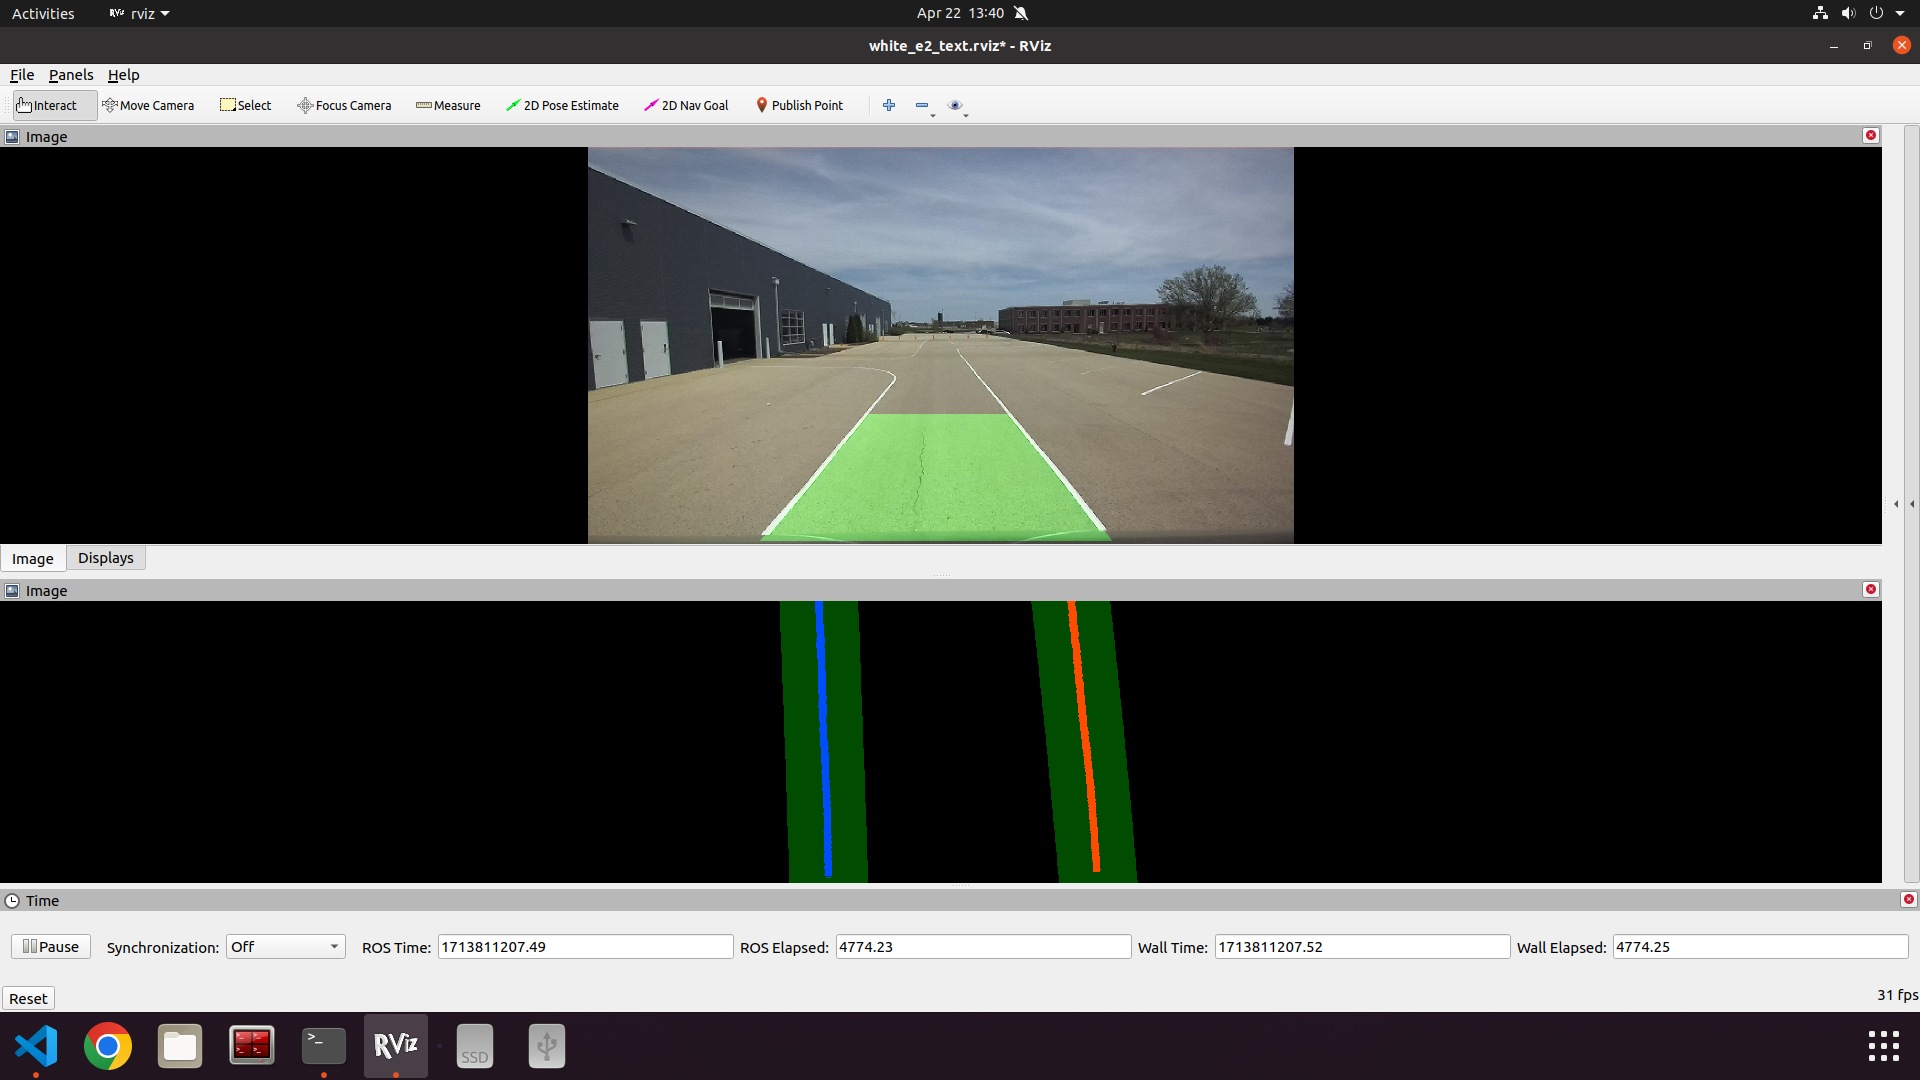 Activities RViz rviz Apr 22 13:40
white_e2_text.rviz* - RViz
File Panels Help
Interact Move Camera Select Focus Camera Measure 2D Pose Estimate 2D Nav Goal Publish Point
Image
Image Displays
Image
Time
Pause Synchronization: Off ROS Time: 1713811207.49 ROS Elapsed: 4774.23 Wall Time: 1713811207.52 Wall Elapsed: 4774.25
Reset 31 fps
>_ RViz SSD